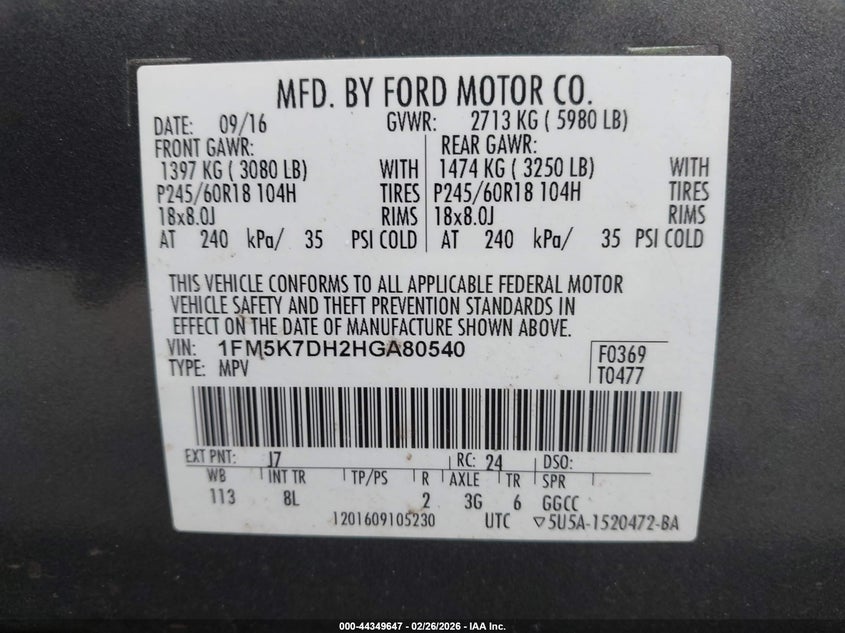 MFD. BY FORD MOTOR CO.
DATE: 09/16 GVWR: 2713 KG ( 5980 LB)
FRONT GAWR: REAR GAWR:
1397 KG ( 3080 LB) WITH 1474 KG ( 3250 LB) WITH
P245/60R18 104H TIRES P245/60R18 104H TIRES
18x8.0J RIMS 18x8.0J RIMS
AT 240 kPa/ 35 PSI COLD AT 240 kPa/ 35 PSI COLD
THIS VEHICLE CONFORMS TO ALL APPLICABLE FEDERAL MOTOR
VEHICLE SAFETY AND THEFT PREVENTION STANDARDS IN
EFFECT ON THE DATE OF MANUFACTURE SHOWN ABOVE.
VIN: 1FM5K7DH2HGA80540 F0369
TYPE: MPV T0477
EXT PNT: J7 RC: 24 DSO:
WB INT TR TP/PS R AXLE TR SPR
113 8L 2 3G 6 GGCC
1201609105230 UTC ▽5U5A-1520472-BA
000-44349647 | 02/26/2026 - IAA Inc.